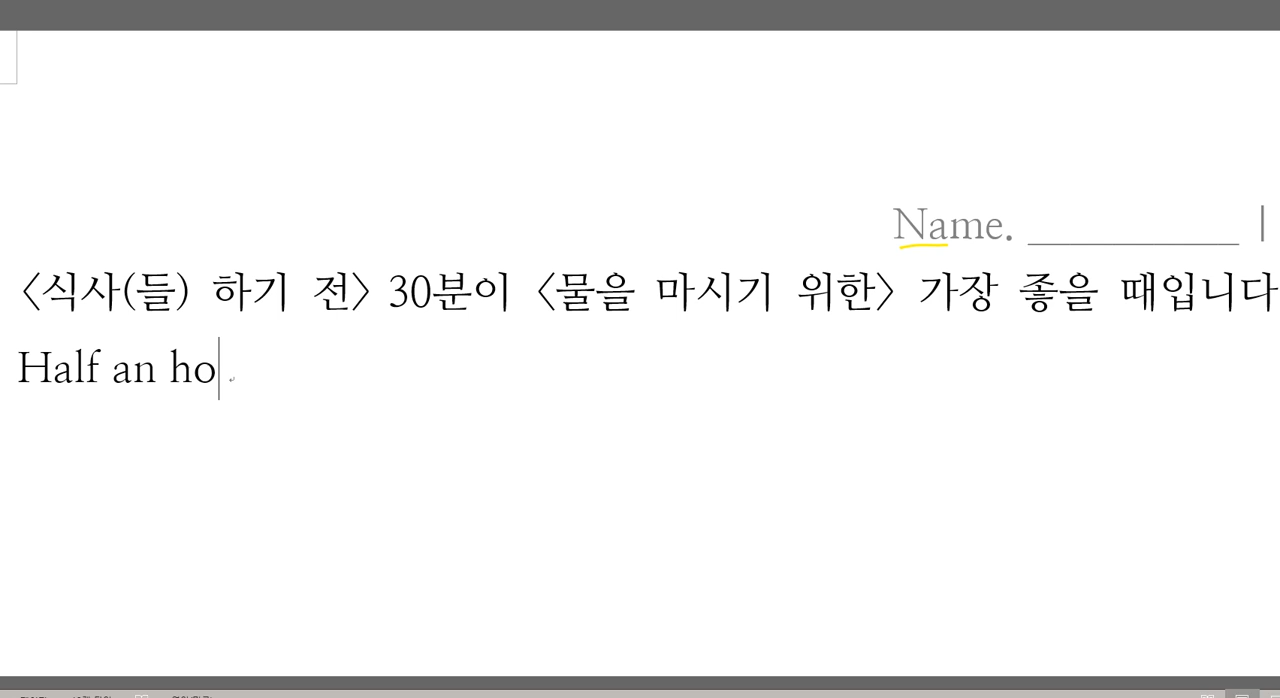 Name. __________ |
〈식사(들) 하기 전〉 30분이 〈물을 마시기 위한〉 가장 좋을 때입니다
Half an ho